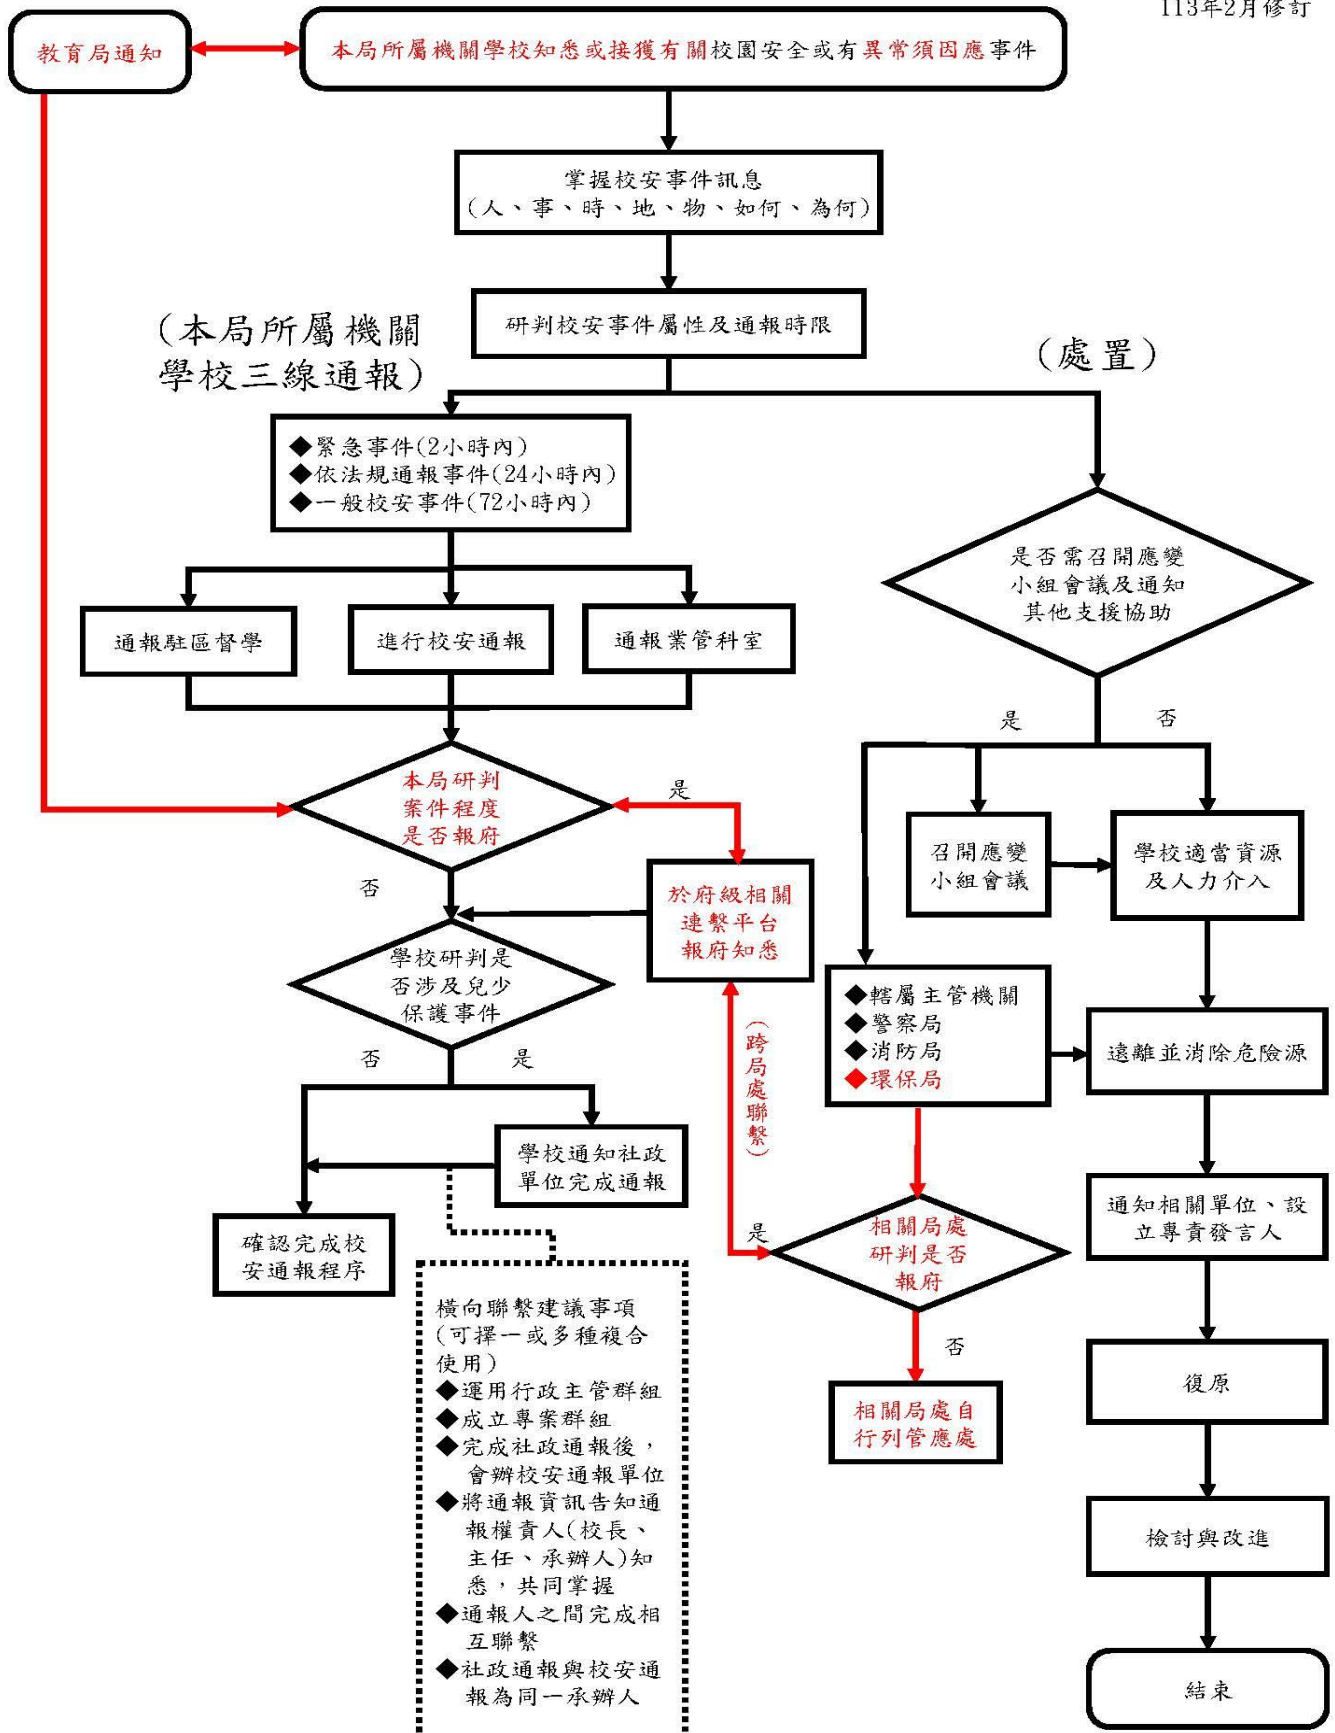 113年2月修訂
教育局通知
本局所屬機關學校知悉或接獲有關校園安全或有異常須因應事件
掌握校安事件訊息
(人、事、時、地、物、如何、為何)
研判校安事件屬性及通報時限
(本局所屬機關
學校三線通報)
(處置)
◆緊急事件(2小時內)
◆依法規通報事件(24小時內)
◆一般校安事件(72小時內)
通報駐區督學
進行校安通報
通報業管科室
是否需召開應變
小組會議及通知
其他支援協助
是
否
本局研判
案件程度
是否報府
是
否
於府級相關
連繫平台
報府知悉
召開應變
小組會議
學校適當資源
及人力介入
學校研判是
否涉及兒少
保護事件
否
是
(跨局處聯繫)
◆轄屬主管機關
◆警察局
◆消防局
◆環保局
遠離並消除危險源
學校通知社政
單位完成通報
確認完成校
安通報程序
是
相關局處
研判是否
報府
否
相關局處自
行列管應處
通知相關單位、設
立專責發言人
復原
檢討與改進
結束
橫向聯繫建議事項
(可擇一或多種複合
使用)
◆運用行政主管群組
◆成立專案群組
◆完成社政通報後,
會辦校安通報單位
◆將通報資訊告知通
報權責人(校長、
主任、承辦人)知
悉,共同掌握
◆通報人之間完成相
互聯繫
◆社政通報與校安通
報為同一承辦人